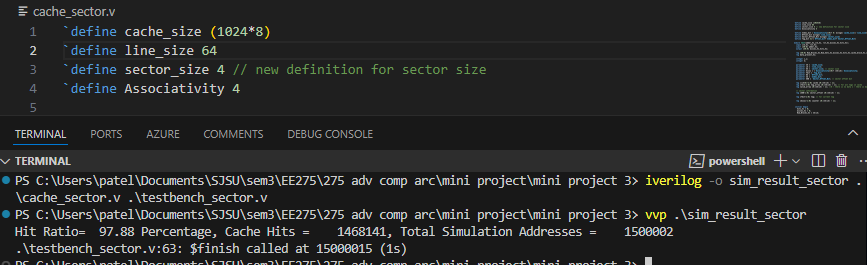 cache_sector.v
1 `define cache_size (1024*8)
2 `define line_size 64
3 `define sector_size 4 // new definition for sector size
4 `define Associativity 4
5
TERMINAL PORTS AZURE COMMENTS DEBUG CONSOLE
TERMINAL powershell
PS C:\Users\patel\Documents\SJSU\sem3\EE275\275 adv comp arc\mini project\mini project 3> iverilog -o sim_result_sector .
\cache_sector.v .\testbench_sector.v
PS C:\Users\patel\Documents\SJSU\sem3\EE275\275 adv comp arc\mini project\mini project 3> vvp .\sim_result_sector
Hit Ratio=  97.88 Percentage, Cache Hits =    1468141, Total Simulation Addresses =    1500002
.\testbench_sector.v:63: $finish called at 15000015 (1s)
PS C:\Users\patel\Documents\SJSU\sem3\EE275\275 adv comp arc\mini project\mini project 3>